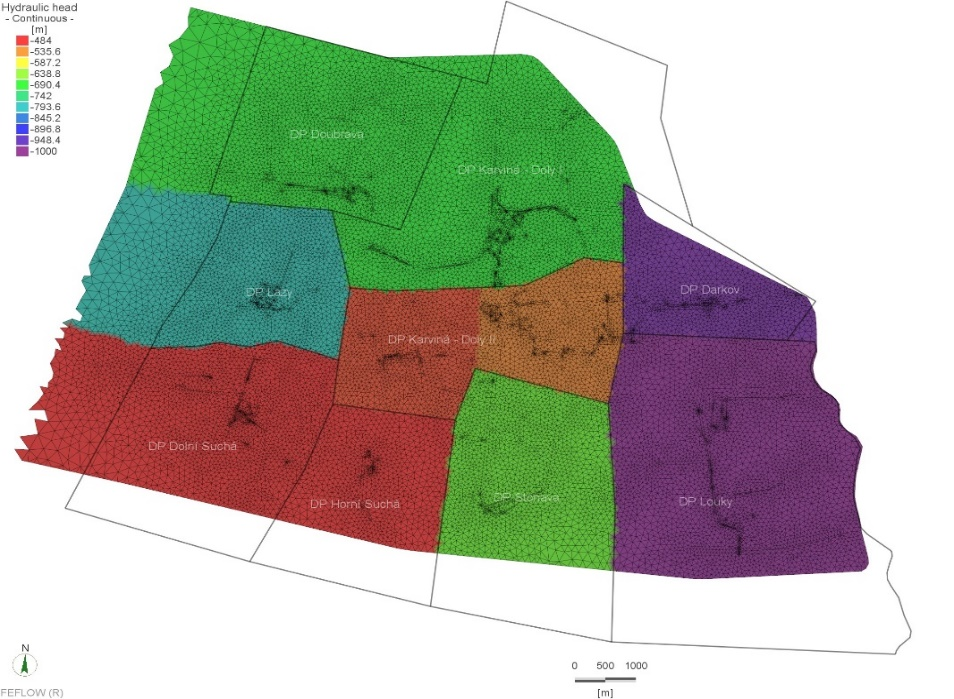 Hydraulic head
- Continuous -
[m]
-484
-535.6
-587.2
-638.8
-690.4
-742
-793.6
-845.2
-896.8
-948.4
-1000
DP Doubrava
DP Karviná - Doly I
DP Darkov
DP Lazy
DP Karviná - Doly II
DP Dolní Suchá
DP Horní Suchá
DP Stonava
DP Louky
N
FEFLOW (R)
0 500 1000
[m]